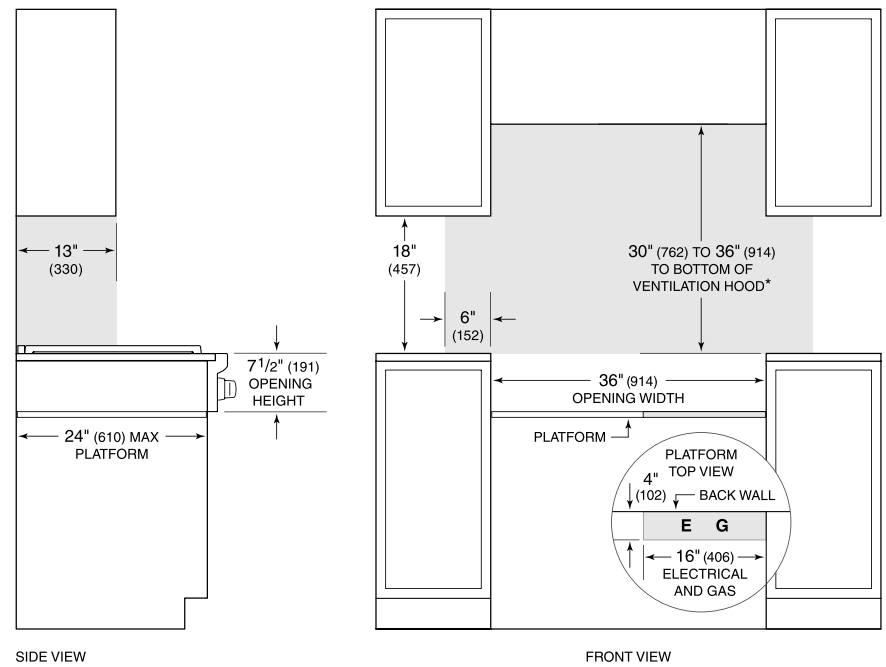 13"
(330)
7 1/2" (191)
OPENING
HEIGHT
24" (610) MAX
PLATFORM
SIDE VIEW
18"
(457)
6"
(152)
30" (762) TO 36" (914)
TO BOTTOM OF
VENTILATION HOOD*
36" (914)
OPENING WIDTH
PLATFORM
PLATFORM
TOP VIEW
4"
(102)
BACK WALL
E G
16" (406)
ELECTRICAL
AND GAS
FRONT VIEW